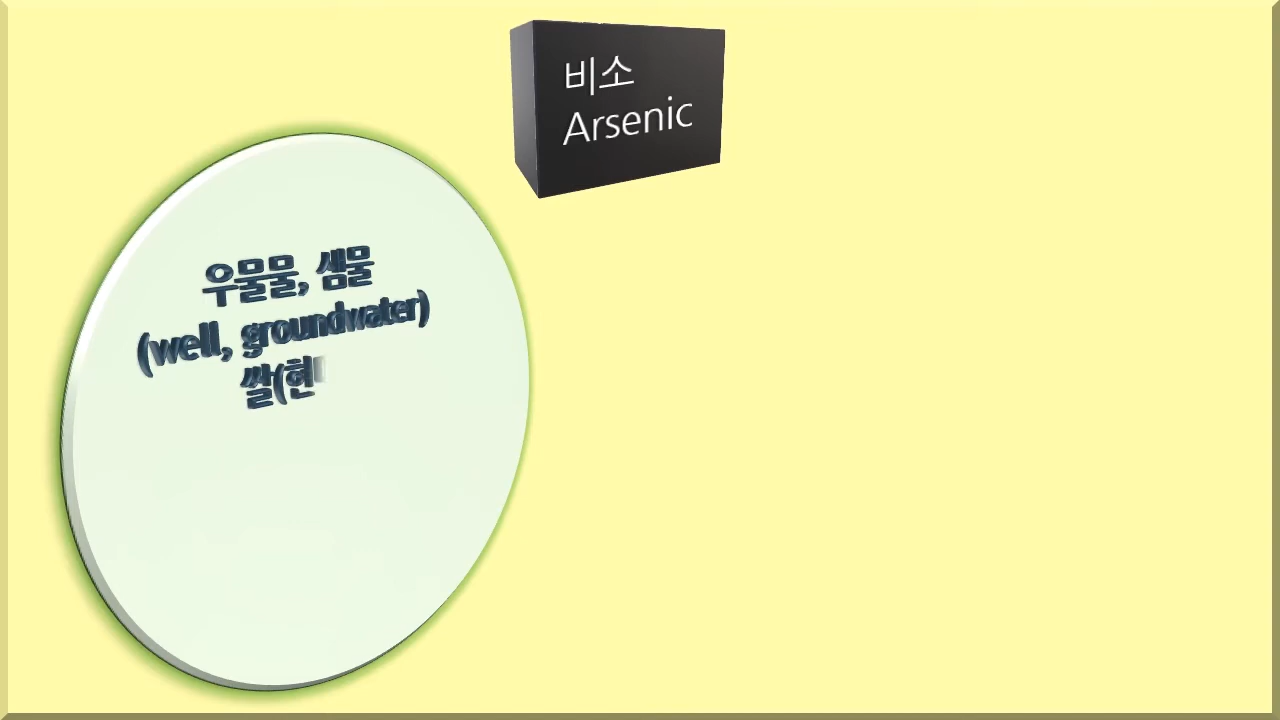 비소
Arsenic
우물물, 샘물
(well, groundwater)
쌀(현